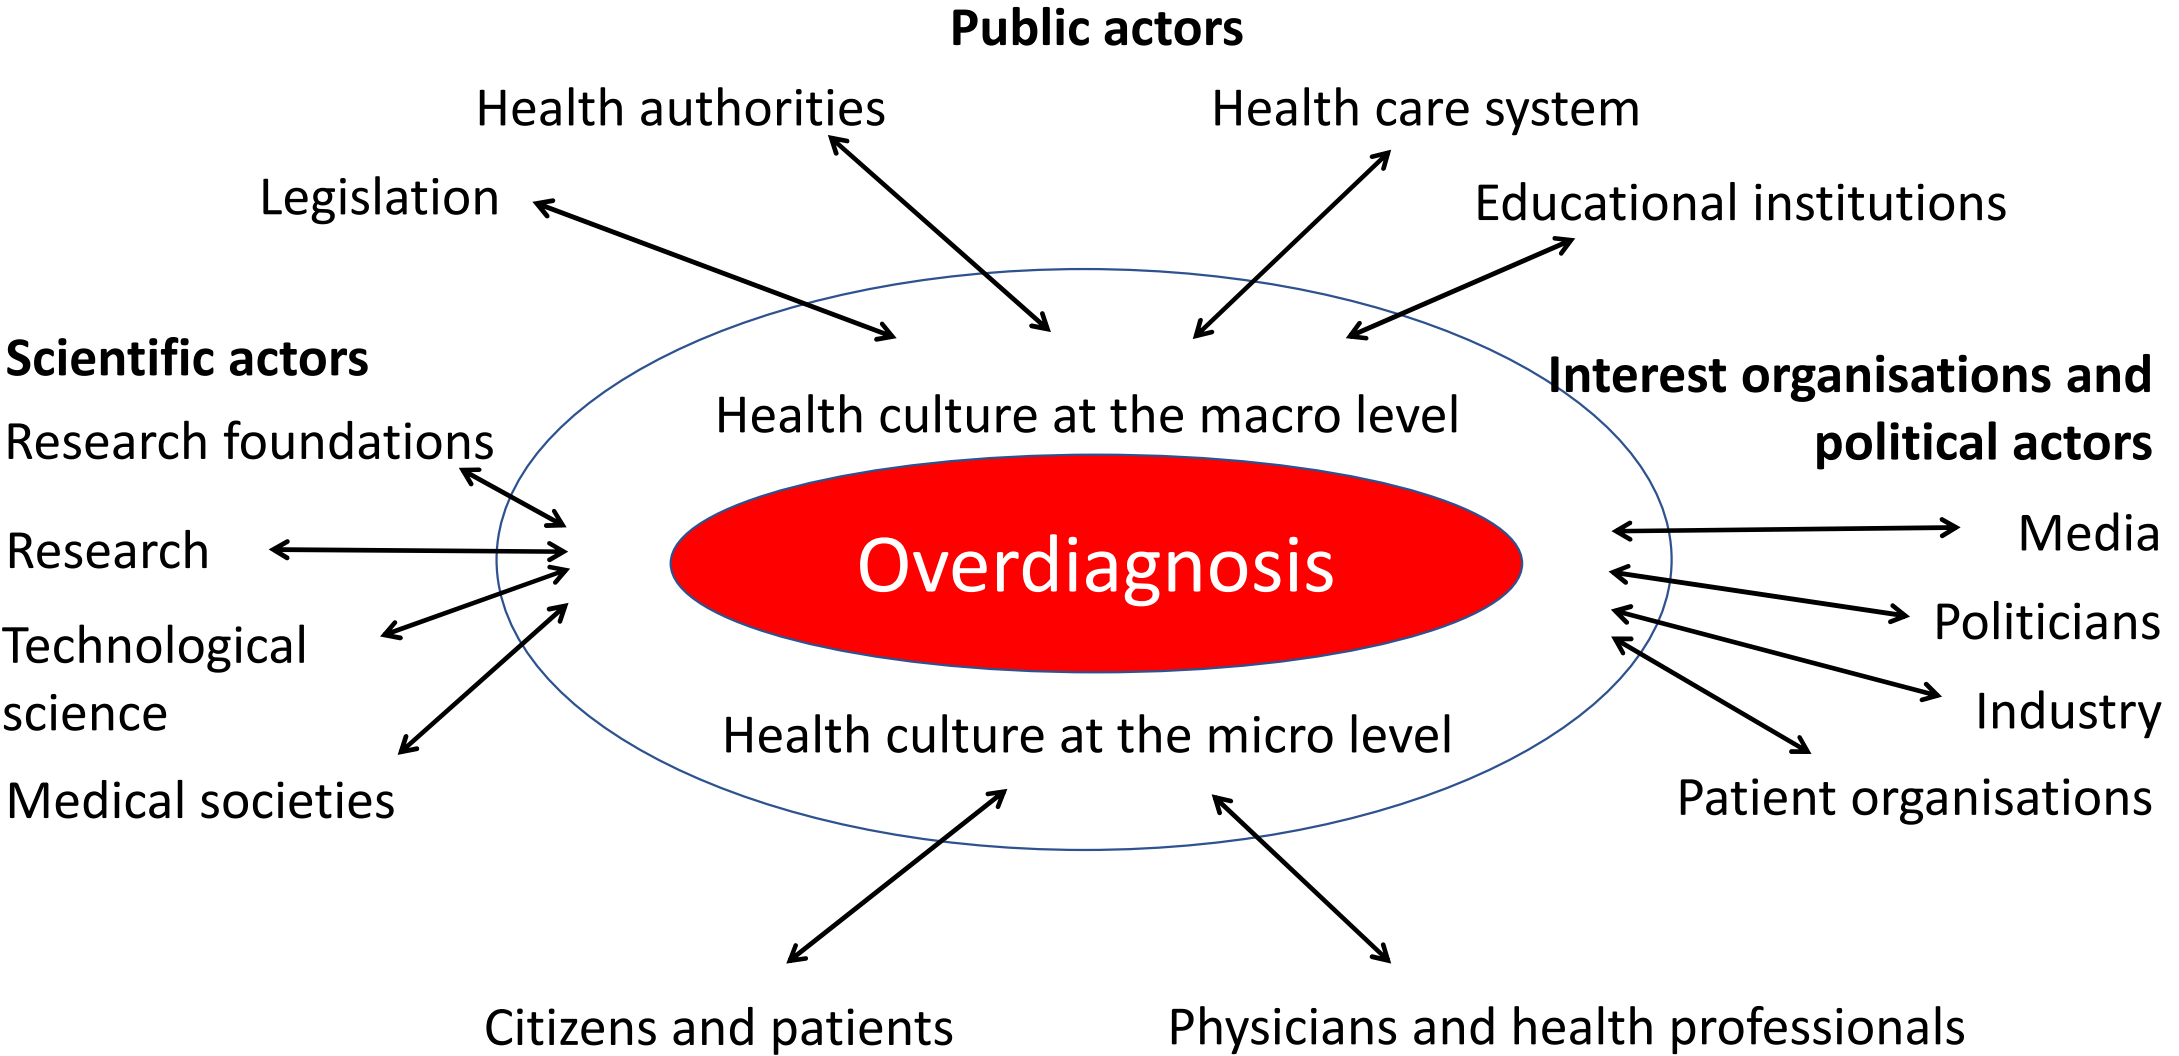 Public actors
Health authorities
Health care system
Legislation
Educational institutions
Scientific actors
Research foundations
Research
Technological
science
Medical societies
Health culture at the macro level
Overdiagnosis
Health culture at the micro level
Interest organisations and
political actors
Media
Politicians
Industry
Patient organisations
Citizens and patients
Physicians and health professionals